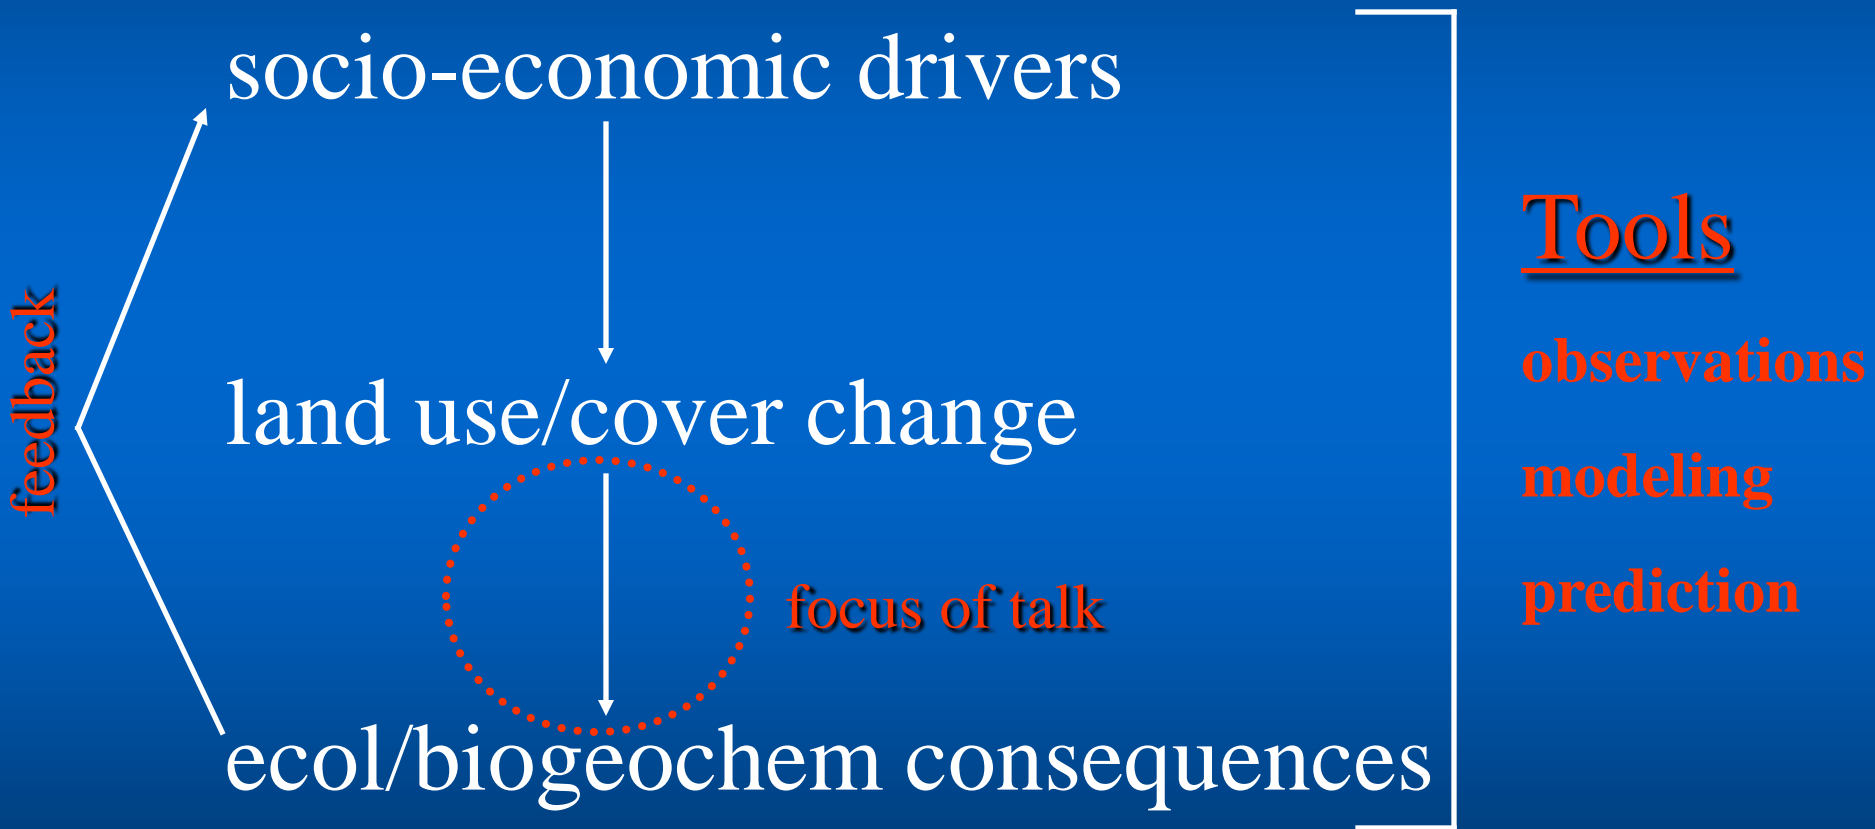 socio-economic drivers
feedback
land use/cover change
focus of talk
ecol/biogeochem consequences
Tools
observations
modeling
prediction